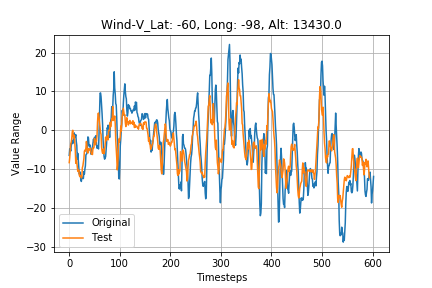 Wind-V_Lat: -60, Long: -98, Alt: 13430.0
Value Range
20
10
0
−10
−20
−30
Original
Test
0 100 200 300 400 500 600
Timesteps